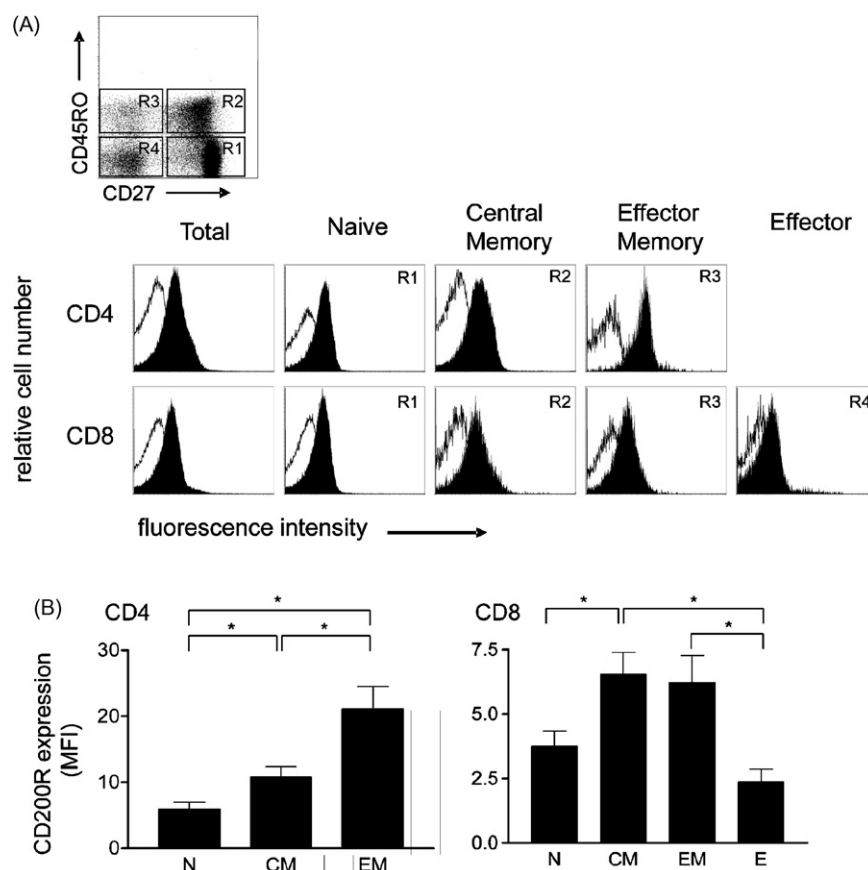 (A)
CD45RO
R3 R2
R4 R1
CD27
Total Naive Central Memory Effector Memory Effector
relative cell number
CD4
R1 R2 R3
CD8
R1 R2 R3 R4
fluorescence intensity
(B)
CD4
* * *
CD200R expression (MFI)
30
20
10
0
N CM EM
CD8
* * *
7.5
5.0
2.5
0.0
N CM EM E